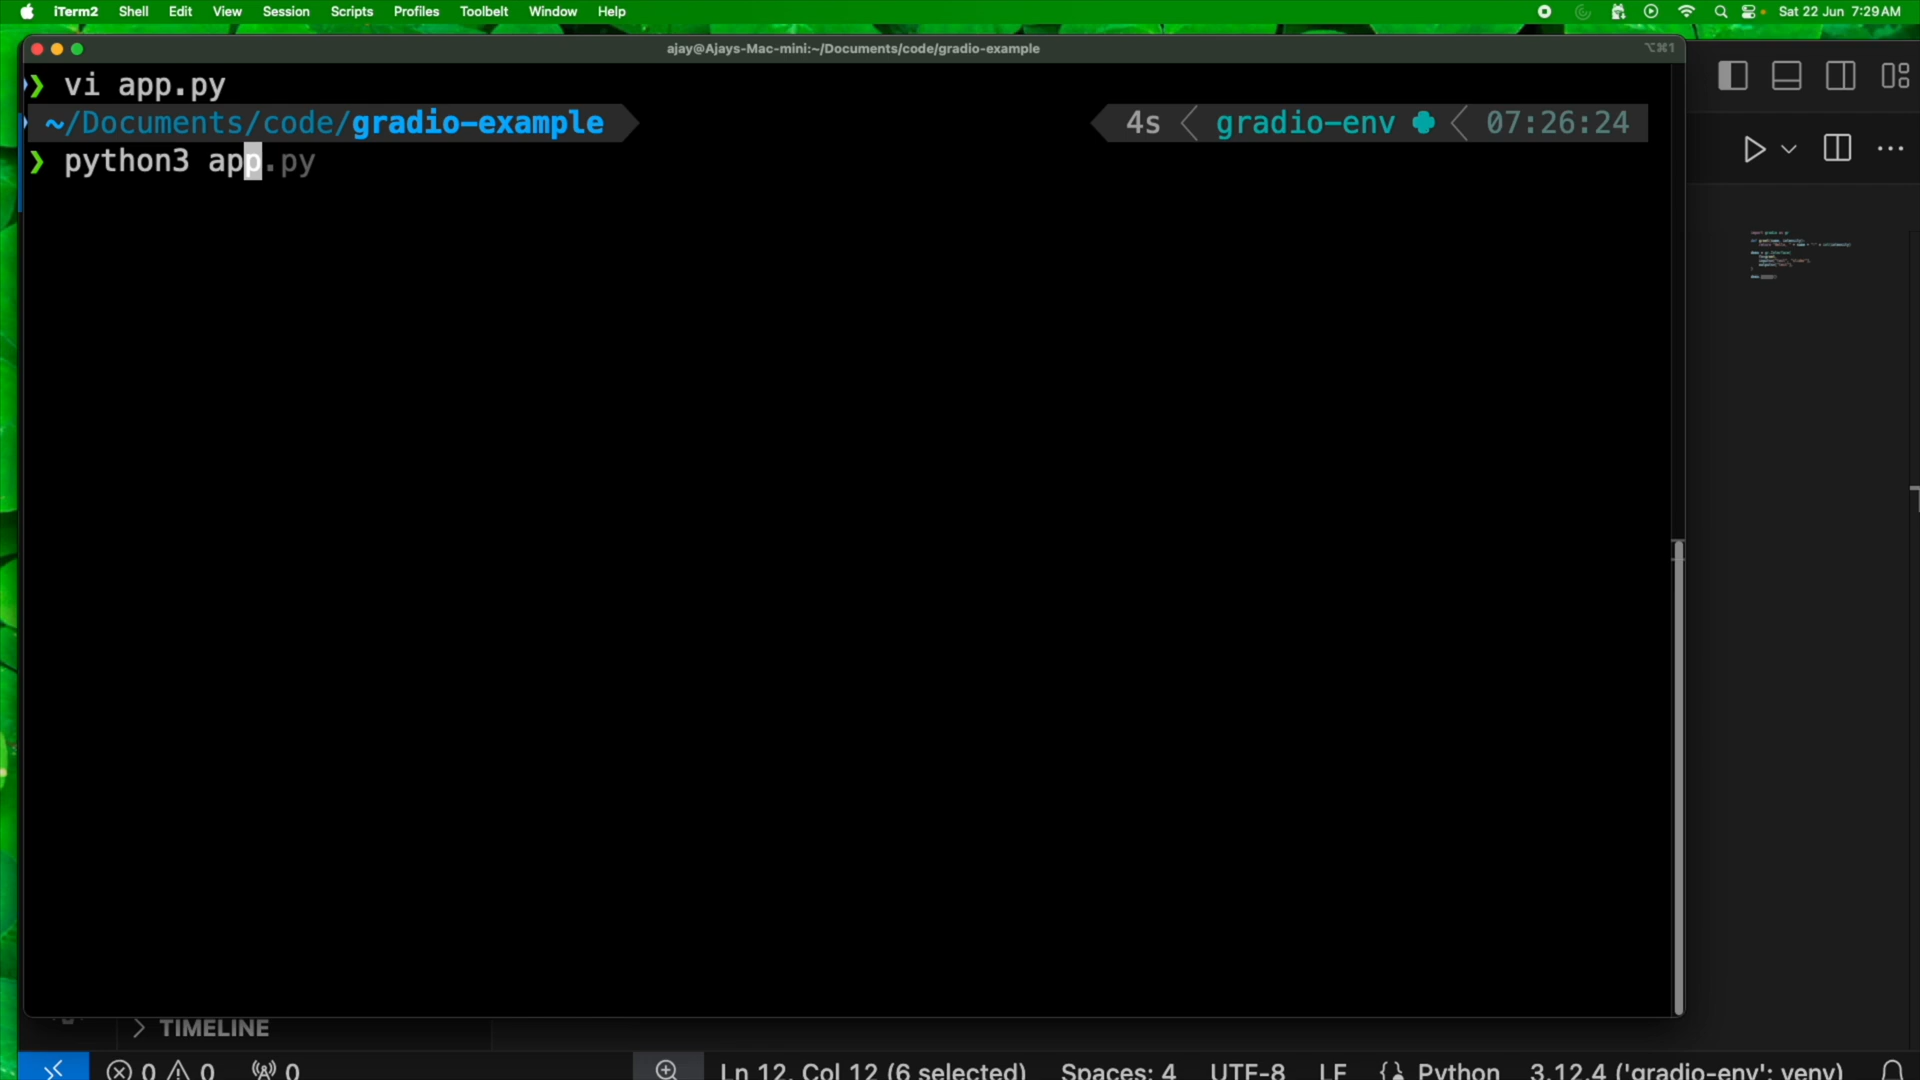 iTerm2 Shell Edit View Session Scripts Profiles Toolbelt Window Help Sat 22 Jun 7:29 AM
ajay@Ajays-Mac-mini:~/Documents/code/gradio-example ⌥⌘1
❯ vi app.py
~/Documents/code/gradio-example 4s gradio-env 07:26:24
❯ python3 app.py
TIMELINE
0 0 0 Ln 12, Col 12 (6 selected) Spaces: 4 UTF-8 LF Python 3.12.4 ('gradio-env': venv)